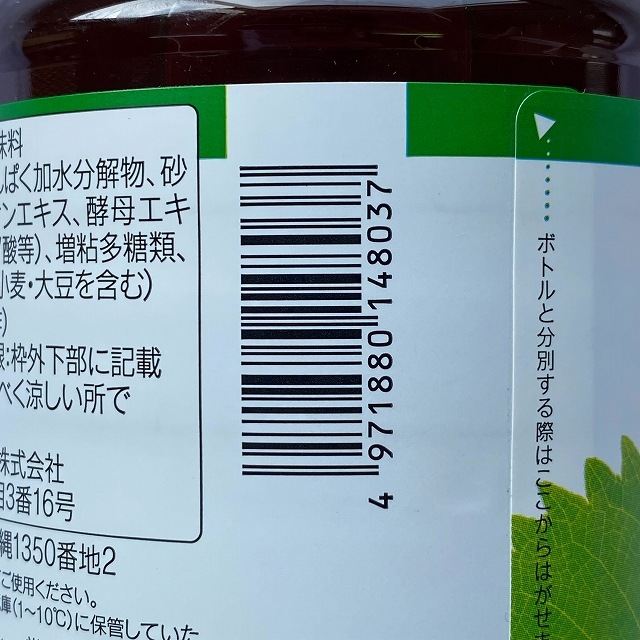 味料
ぱく加水分解物、砂
ンエキス、酵母エキ
酸等)、増粘多糖類、
小麦・大豆を含む)
限:枠外下部に記載
べく涼しい所で
株式会社
目3番16号
縄1350番地2
ご使用ください。
庫(1~10℃)に保管していた
4971880148037
ボトルと分別する際はここからはがせ